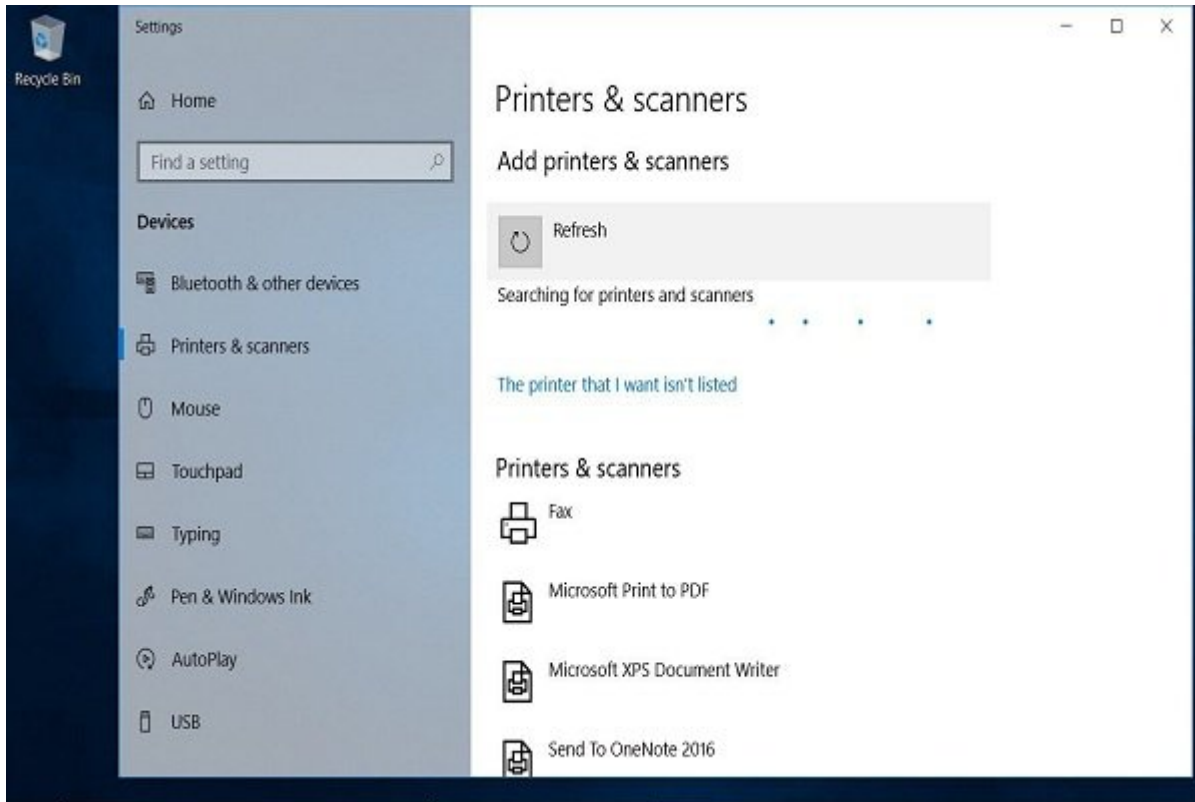 Recycle Bin
Settings
Home
Find a setting
Devices
Bluetooth & other devices
Printers & scanners
Mouse
Touchpad
Typing
Pen & Windows Ink
AutoPlay
USB
Printers & scanners
Add printers & scanners
Refresh
Searching for printers and scanners
The printer that I want isn't listed
Printers & scanners
Fax
Microsoft Print to PDF
Microsoft XPS Document Writer
Send To OneNote 2016